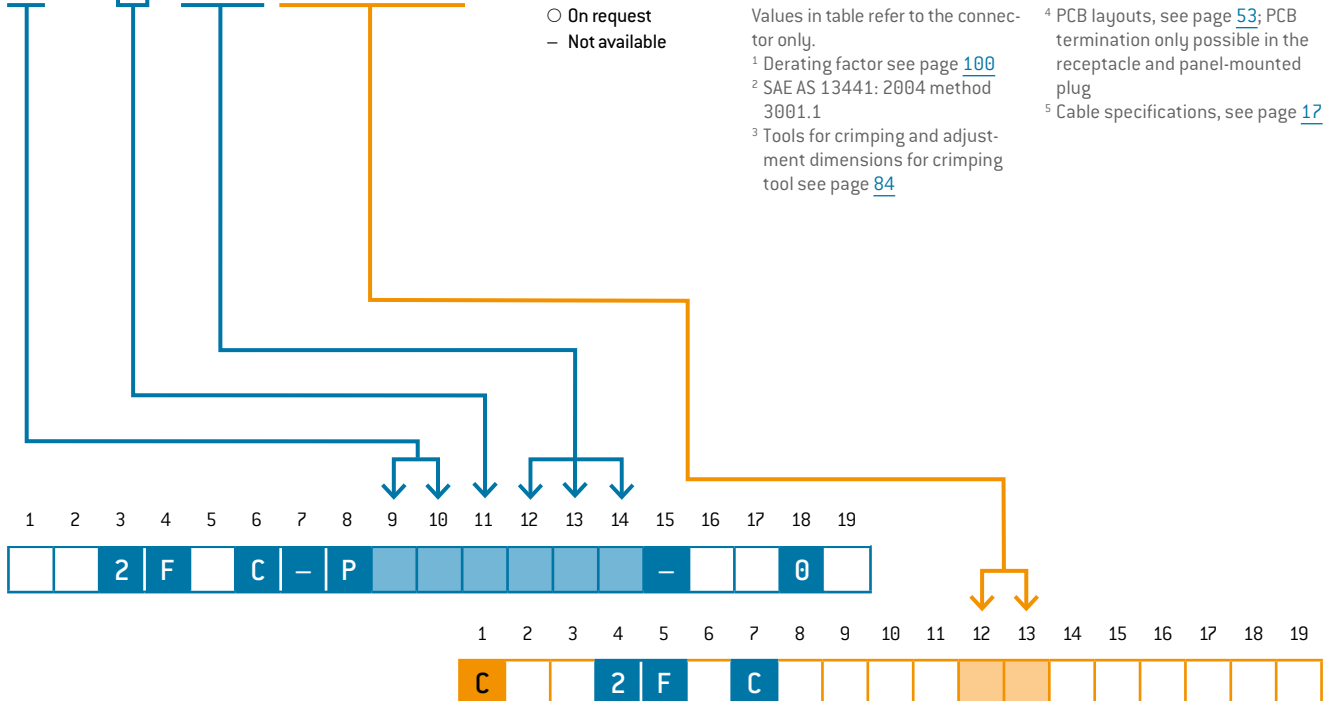 ○ On request
– Not available
Values in table refer to the connec-
tor only.
¹ Derating factor see page 100
² SAE AS 13441: 2004 method
3001.1
³ Tools for crimping and adjust-
ment dimensions for crimping
tool see page 84
⁴ PCB layouts, see page 53; PCB
termination only possible in the
receptacle and panel-mounted
plug
⁵ Cable specifications, see page 17
1 2 3 4 5 6 7 8 9 10 11 12 13 14 15 16 17 18 19
2 F C – P – 0
1 2 3 4 5 6 7 8 9 10 11 12 13 14 15 16 17 18 19
C 2 F C